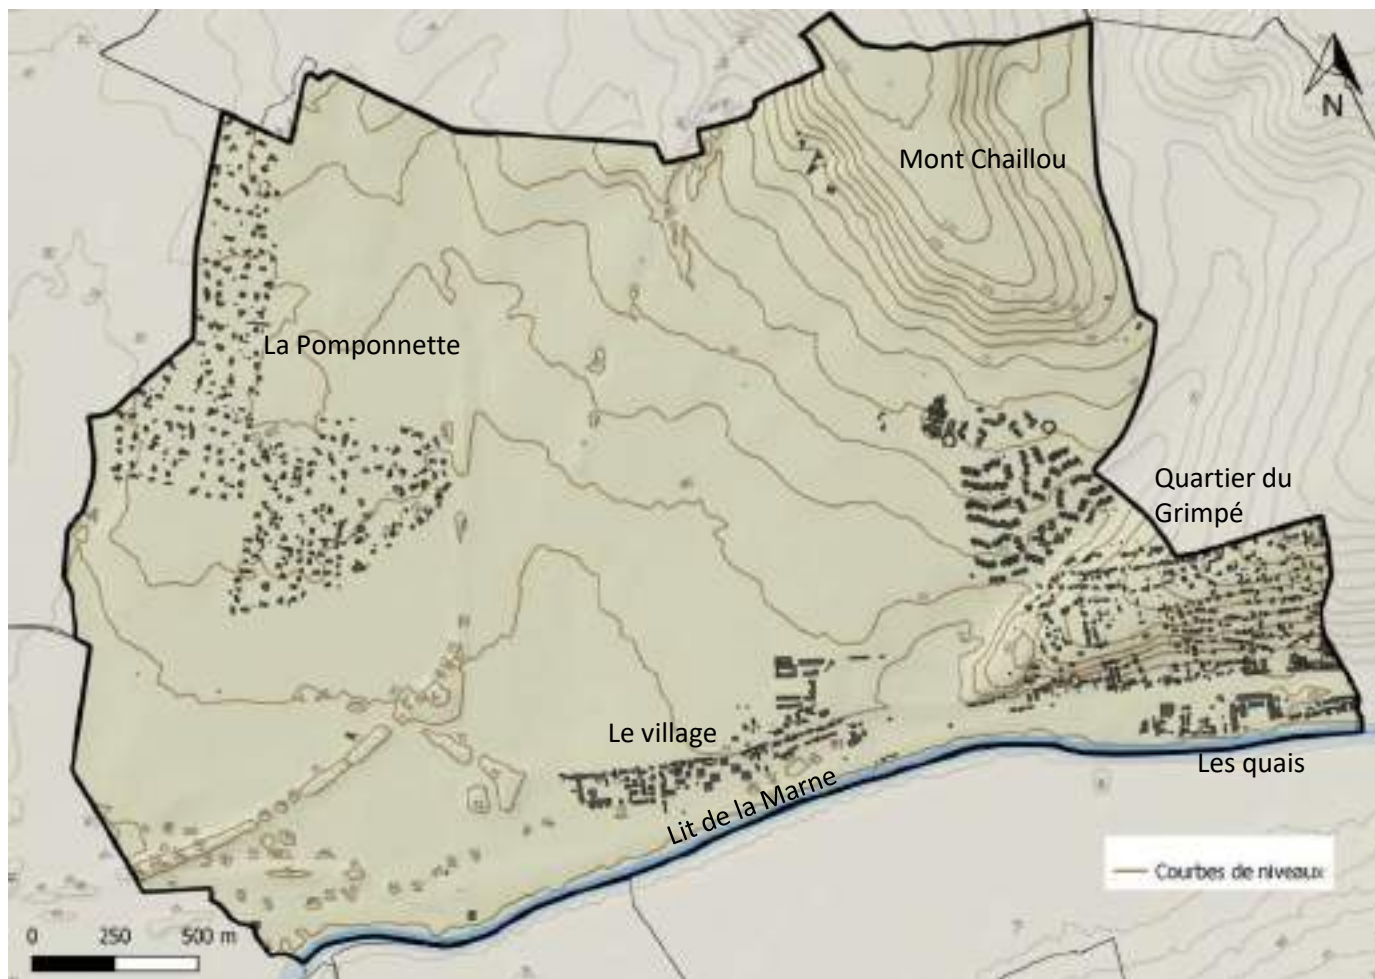 N
Mont Chaillou
La Pomponnette
Quartier du
Grimpé
Le village
Lit de la Marne
Les quais
Courbes de niveaux
0 250 500 m